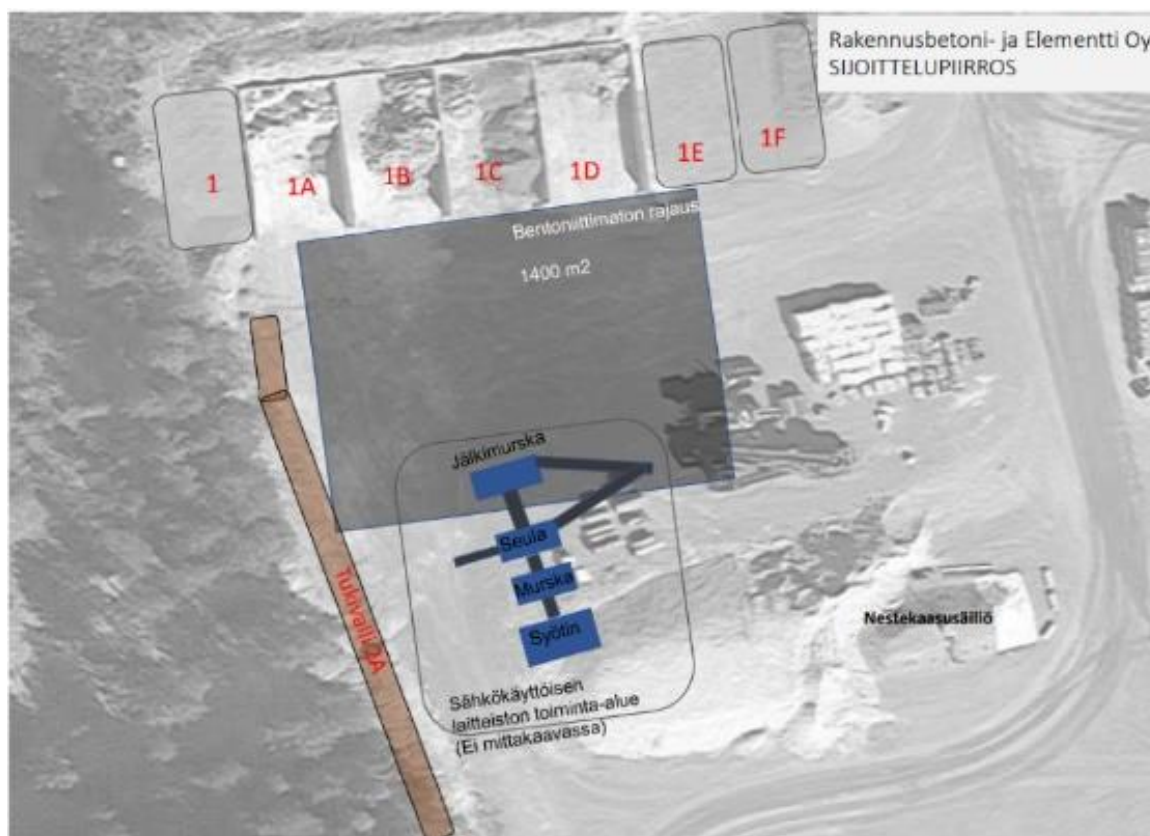 Rakennusbetoni- ja Elementti Oy
SIJOITTELUPIIRROS
1
1A
1B
1C
1D
1E
1F
Bentoniittimaton rajaus
1400 m2
Jälkimurska
Seula
Murska
Syötin
Tukivalli 2A
Nestekaasusäiliö
Sähkökäyttöisen
laitteiston toiminta-alue
(Ei mittakaavassa)